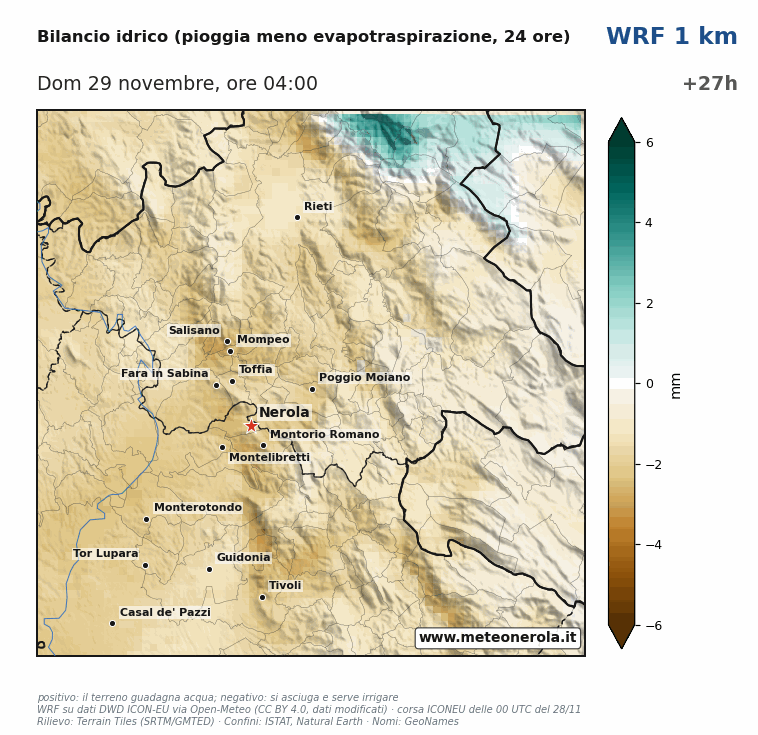 Bilancio idrico (pioggia meno evapotraspirazione, 24 ore)
WRF 1 km
Dom 29 novembre, ore 04:00
+27h
Rieti
Salisano
Mompeo
Toffia
Fara in Sabina
Poggio Moiano
Nerola
Montorio Romano
Montelibretti
Monterotondo
Tor Lupara
Guidonia
Tivoli
Casal de' Pazzi
www.meteonerola.it
6
4
2
0
−2
−4
−6
mm
positivo: il terreno guadagna acqua; negativo: si asciuga e serve irrigare
WRF su dati DWD ICON-EU via Open-Meteo (CC BY 4.0, dati modificati) · corsa ICONEU delle 00 UTC del 28/11
Rilievo: Terrain Tiles (SRTM/GMTED) · Confini: ISTAT, Natural Earth · Nomi: GeoNames